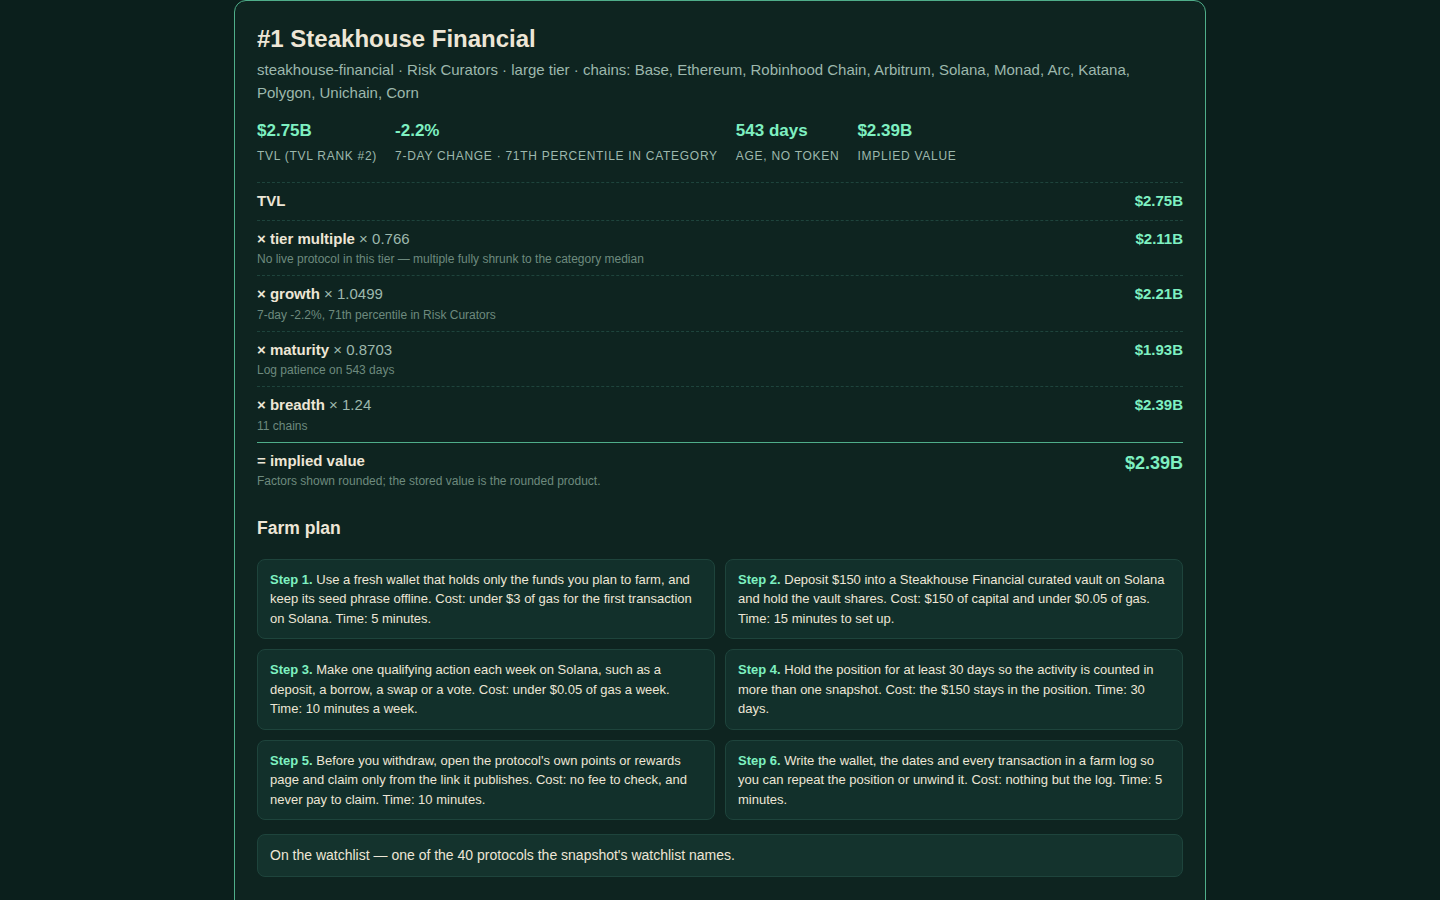 #1 Steakhouse Financial
steakhouse-financial · Risk Curators · large tier · chains: Base, Ethereum, Robinhood Chain, Arbitrum, Solana, Monad, Arc, Katana,
Polygon, Unichain, Corn
$2.75B
TVL (TVL RANK #2)
-2.2%
7-DAY CHANGE · 71TH PERCENTILE IN CATEGORY
543 days
AGE, NO TOKEN
$2.39B
IMPLIED VALUE
TVL $2.75B
× tier multiple × 0.766 $2.11B
No live protocol in this tier — multiple fully shrunk to the category median
× growth × 1.0499 $2.21B
7-day -2.2%, 71th percentile in Risk Curators
× maturity × 0.8703 $1.93B
Log patience on 543 days
× breadth × 1.24 $2.39B
11 chains
= implied value $2.39B
Factors shown rounded; the stored value is the rounded product.
Farm plan
Step 1. Use a fresh wallet that holds only the funds you plan to farm, and
keep its seed phrase offline. Cost: under $3 of gas for the first transaction
on Solana. Time: 5 minutes.
Step 2. Deposit $150 into a Steakhouse Financial curated vault on Solana
and hold the vault shares. Cost: $150 of capital and under $0.05 of gas.
Time: 15 minutes to set up.
Step 3. Make one qualifying action each week on Solana, such as a
deposit, a borrow, a swap or a vote. Cost: under $0.05 of gas a week.
Time: 10 minutes a week.
Step 4. Hold the position for at least 30 days so the activity is counted in
more than one snapshot. Cost: the $150 stays in the position. Time: 30
days.
Step 5. Before you withdraw, open the protocol's own points or rewards
page and claim only from the link it publishes. Cost: no fee to check, and
never pay to claim. Time: 10 minutes.
Step 6. Write the wallet, the dates and every transaction in a farm log so
you can repeat the position or unwind it. Cost: nothing but the log. Time: 5
minutes.
On the watchlist — one of the 40 protocols the snapshot's watchlist names.